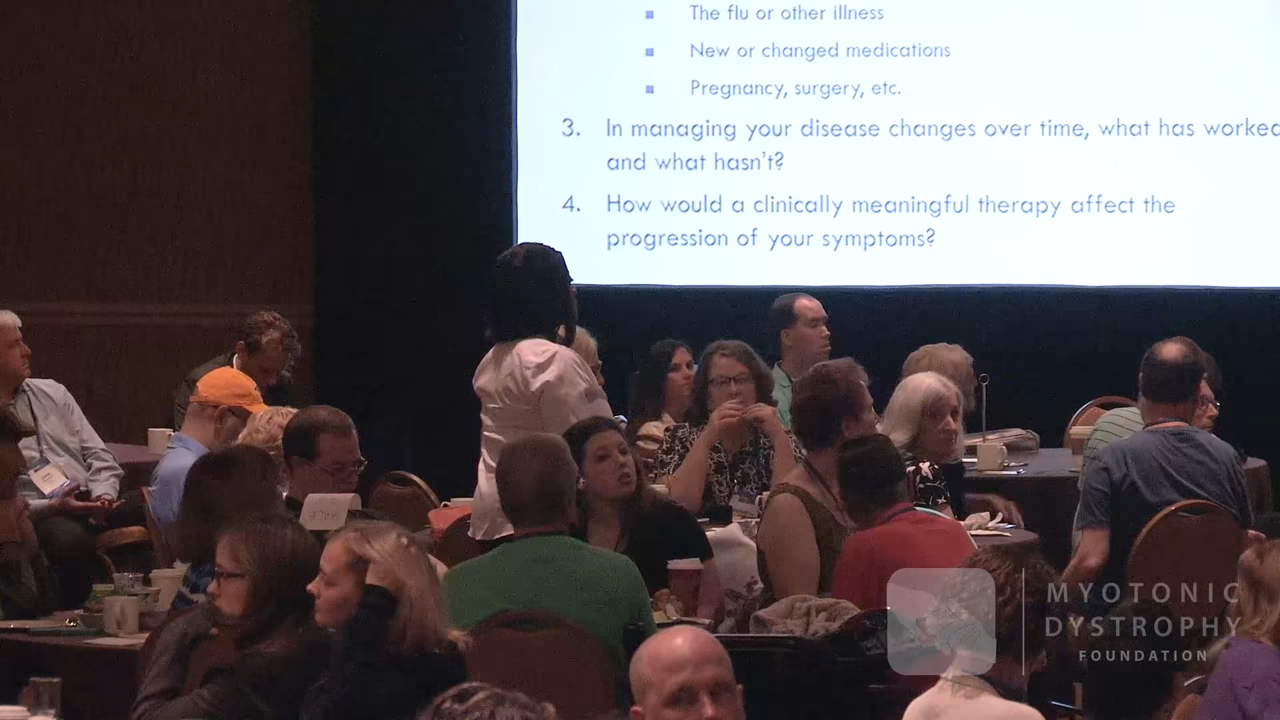 The flu or other illness
New or changed medications
Pregnancy, surgery, etc.
3. In managing your disease changes over time, what has worked
and what hasn't?
4. How would a clinically meaningful therapy affect the
progression of your symptoms?
MYOTONIC
DYSTROPHY
FOUNDATION